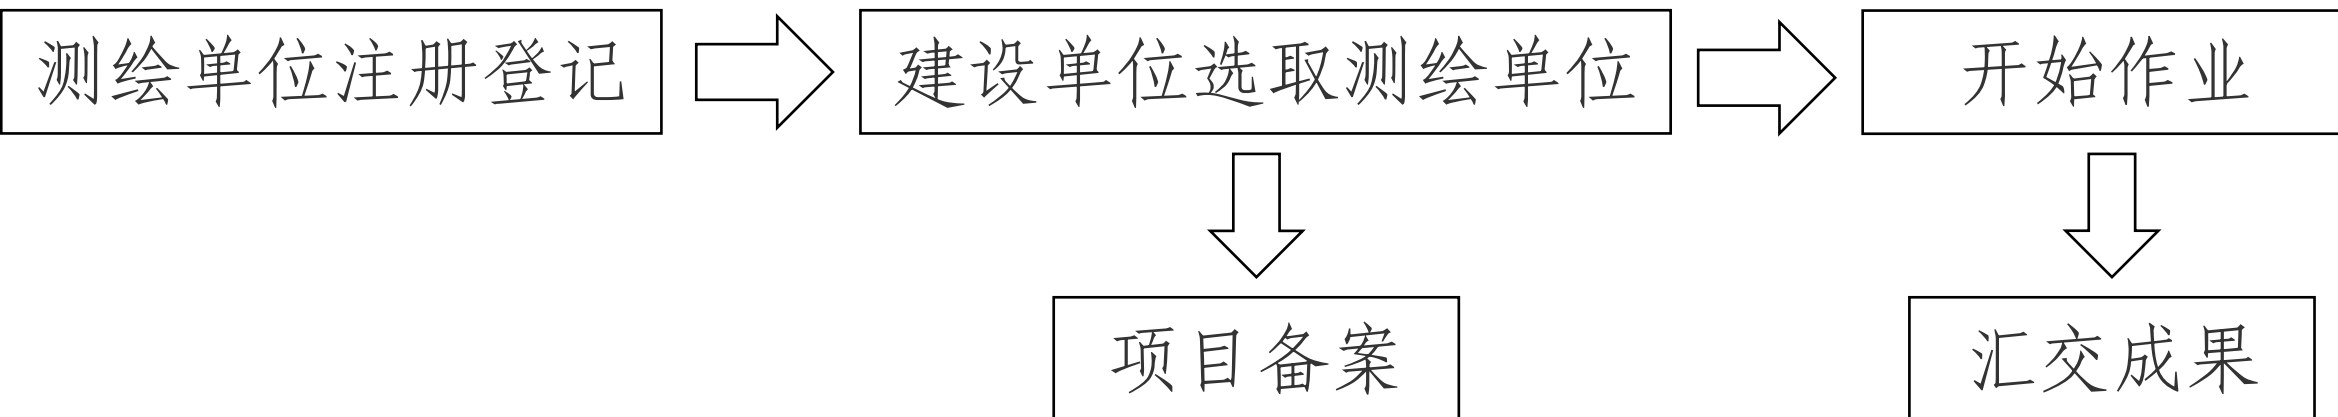 测绘单位注册登记
建设单位选取测绘单位
开始作业
项目备案
汇交成果